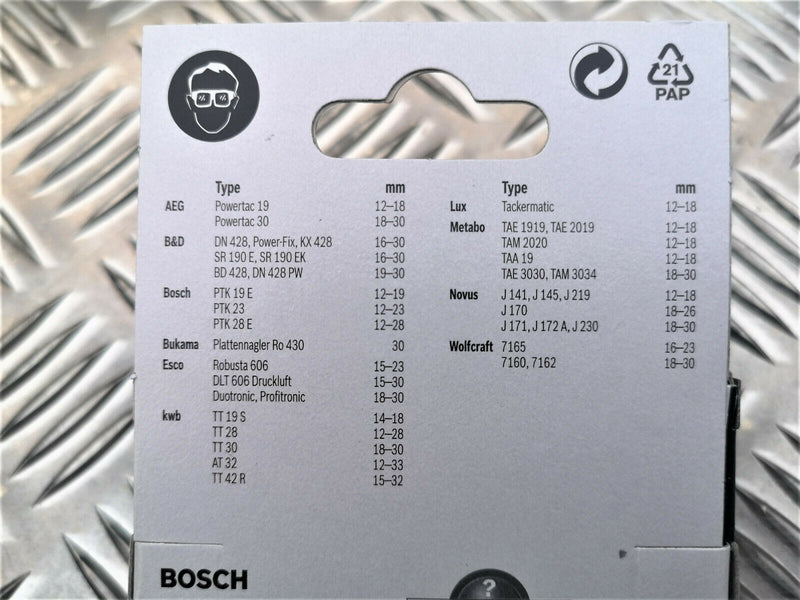 21
PAP
Type mm
AEG Powertac 19 12–18
Powertac 30 18–30
B&D DN 428, Power-Fix, KX 428 16–30
SR 190 E, SR 190 EK 16–30
BD 428, DN 428 PW 19–30
Bosch PTK 19 E 12–19
PTK 23 12–23
PTK 28 E 12–28
Bukama Plattennagler Ro 430 30
Esco Robusta 606 15–23
DLT 606 Druckluft 15–30
Duotronic, Profitronic 18–30
kwb TT 19 S 14–18
TT 28 12–28
TT 30 18–30
AT 32 12–33
TT 42 R 15–32
Type mm
Lux Tackermatic 12–18
Metabo TAE 1919, TAE 2019 12–18
TAM 2020 12–18
TAA 19 12–18
TAE 3030, TAM 3034 18–30
Novus J 141, J 145, J 219 12–18
J 170 18–26
J 171, J 172 A, J 230 18–30
Wolfcraft 7165 16–23
7160, 7162 18–30
BOSCH
?